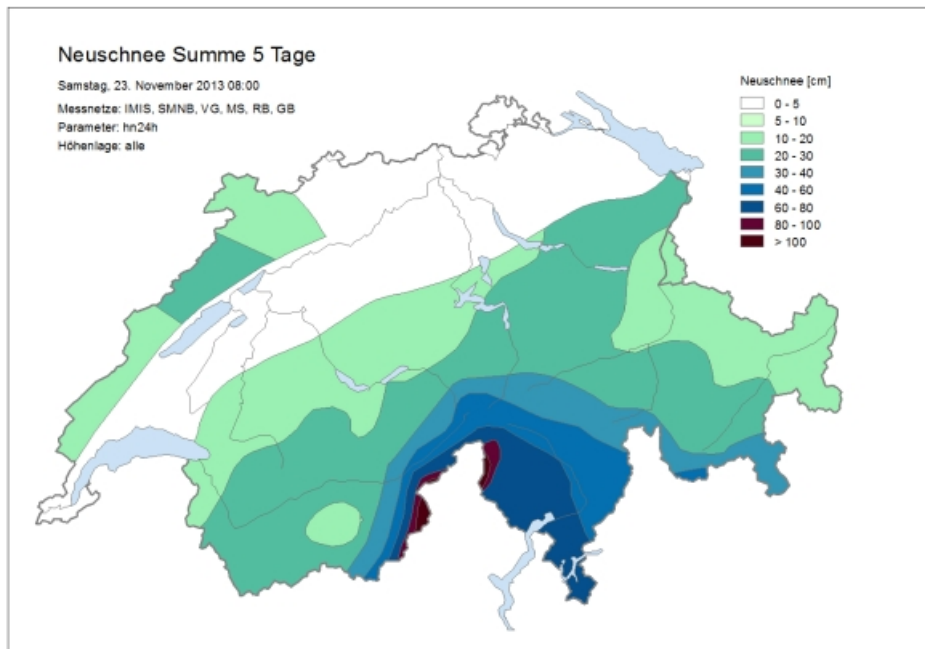 Neuschnee Summe 5 Tage
Samstag, 23. November 2013 08:00
Messnetze: IMIS, SMNB, VG, MS, RB, GB
Parameter: hn24h
Höhenlage: alle
Neuschnee [cm]
0 - 5
5 - 10
10 - 20
20 - 30
30 - 40
40 - 60
60 - 80
80 - 100
> 100